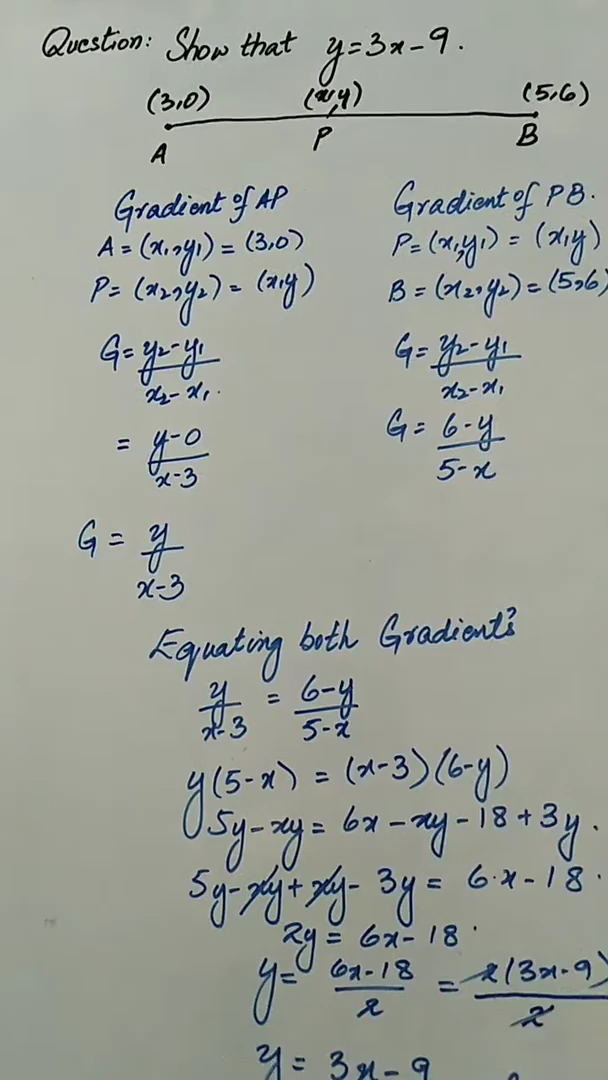 Question: Show that y=3x-9.
(3,0) (x,y) (5,6)
A P B
Gradient of AP
A = (x₁,y₁) = (3,0)
P = (x₂,y₂) = (x,y)
G = y₂-y₁/x₂-x₁.
= y-0/x-3
G = y/x-3
Gradient of PB.
P = (x,y₁) = (x,y)
B = (x₂,y₂) = (5,6)
G = y₂-y₁/x₂-x₁
G = 6-y/5-x
Equating both Gradients
y/x-3 = 6-y/5-x
y(5-x) = (x-3)(6-y)
5y-xy = 6x-xy-18+3y.
5y-xy+xy-3y = 6x-18.
2y = 6x-18.
y = 6x-18/2 = 2(3x-9)/2
y = 3x-9